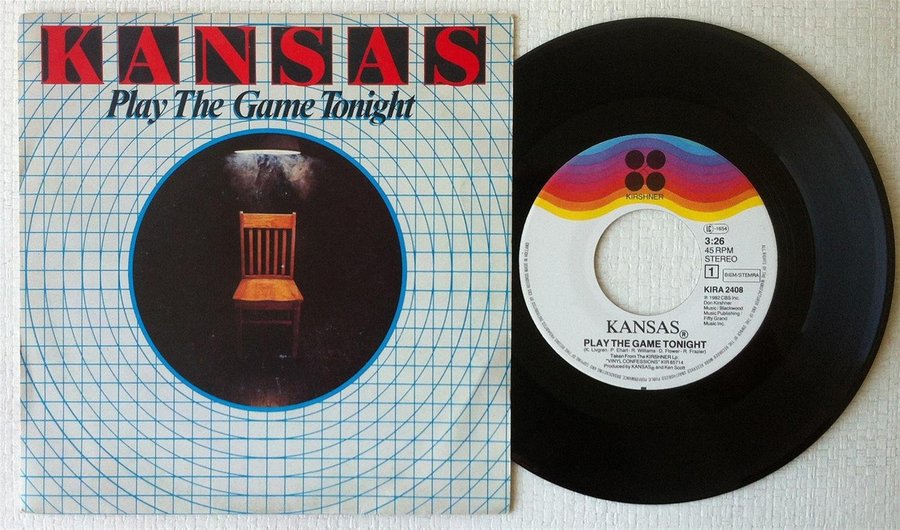 KANSAS
Play The Game Tonight
KIRSHNER
-1654
3:26
45 RPM
STEREO
1
BIEM/STEMRA
KIRA 2408
℗ 1982 CBS Inc.
Don Kirshner
Music / Blackwood
Music Publishing /
Fifty Grand
Music Inc.
KANSAS®
PLAY THE GAME TONIGHT
(K. Livgren - P. Ehart - R. Williams - D. Flower - R. Frazier)
Taken From The KIRSHNER Lp:
"VINYL CONFESSIONS" KIR 85714
Produced by KANSAS® and Ken Scott